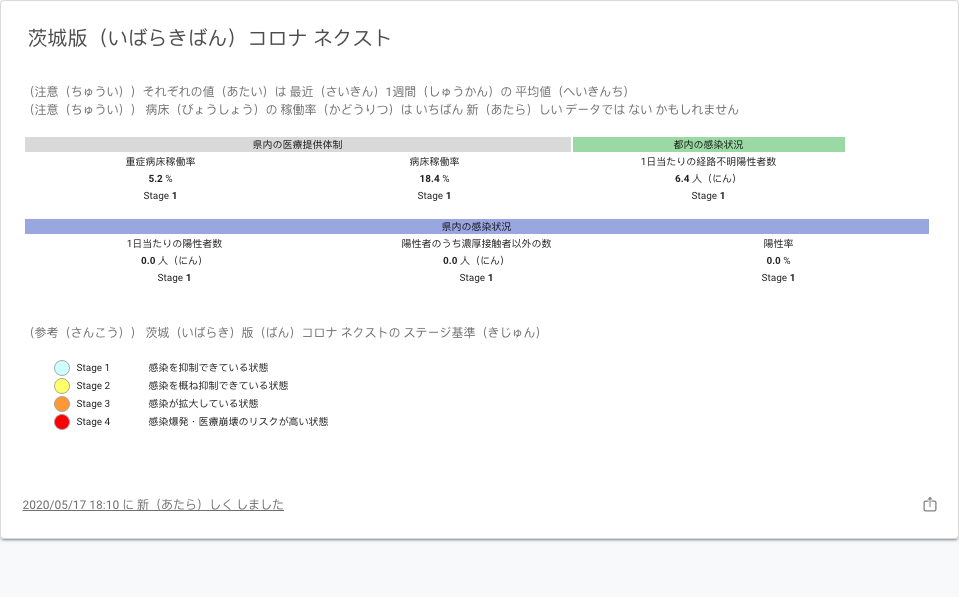 茨城版（いばらきばん）コロナ ネクスト
（注意（ちゅうい））それぞれの値（あたい）は 最近（さいきん）1週間（しゅうかん）の 平均値（へいきんち）
（注意（ちゅうい）） 病床（びょうしょう）の 稼働率（かどうりつ）は いちばん 新（あたら）しい データでは ない かもしれません
県内の医療提供体制 都内の感染状況
重症病床稼働率 病床稼働率 1日当たりの経路不明陽性者数
5.2 % 18.4 % 6.4 人（にん）
Stage 1 Stage 1 Stage 1
県内の感染状況
1日当たりの陽性者数 陽性者のうち濃厚接触者以外の数 陽性率
0.0 人（にん） 0.0 人（にん） 0.0 %
Stage 1 Stage 1 Stage 1
（参考（さんこう）） 茨城（いばらき）版（ばん）コロナ ネクストの ステージ基準（きじゅん）
Stage 1 感染を抑制できている状態
Stage 2 感染を概ね抑制できている状態
Stage 3 感染が拡大している状態
Stage 4 感染爆発・医療崩壊のリスクが高い状態
2020/05/17 18:10 に 新（あたら）しく しました